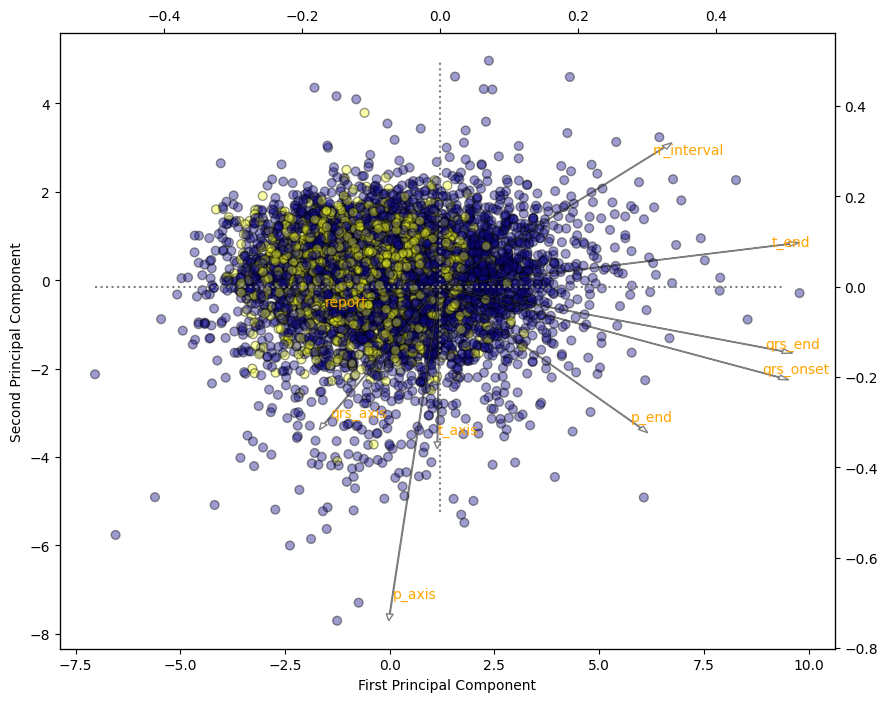 −0.4 −0.2 0.0 0.2 0.4
4
2
0
−2
−4
−6
−8
Second Principal Component
0.4
0.2
0.0
−0.2
−0.4
−0.6
−0.8
t_end
report
qrs_end
qrs_onset
qrs_axis
p_end
t_axis
p_axis
−7.5 −5.0 −2.5 0.0 2.5 5.0 7.5 10.0
First Principal Component